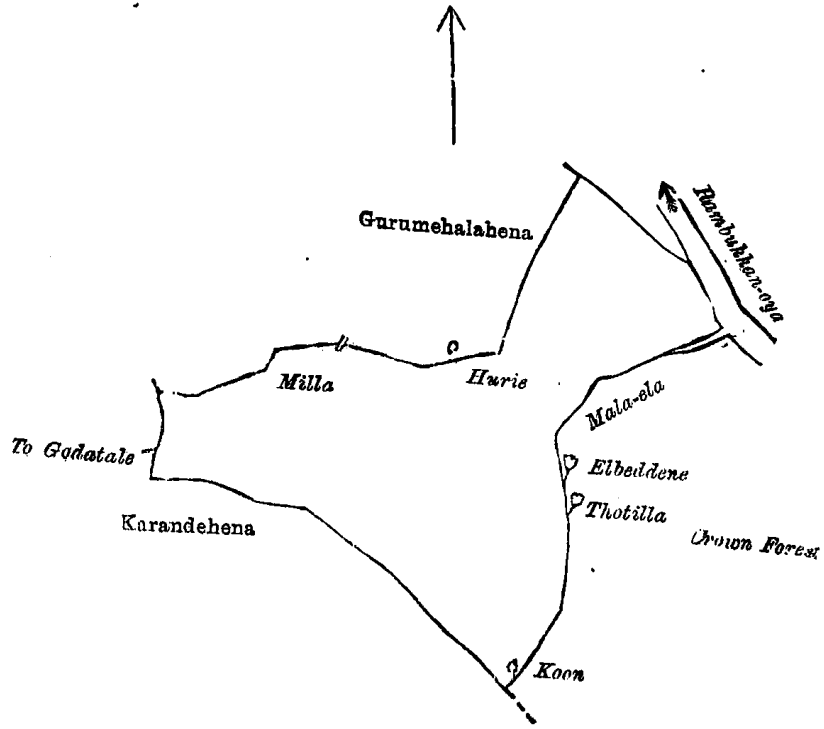 Rambukkan-oya
Gurumehalahena
Milla
Hurie
Mala-ela
To Godatale
Elbeddene
Thotilla
Karandehena
Crown Forest
Koon